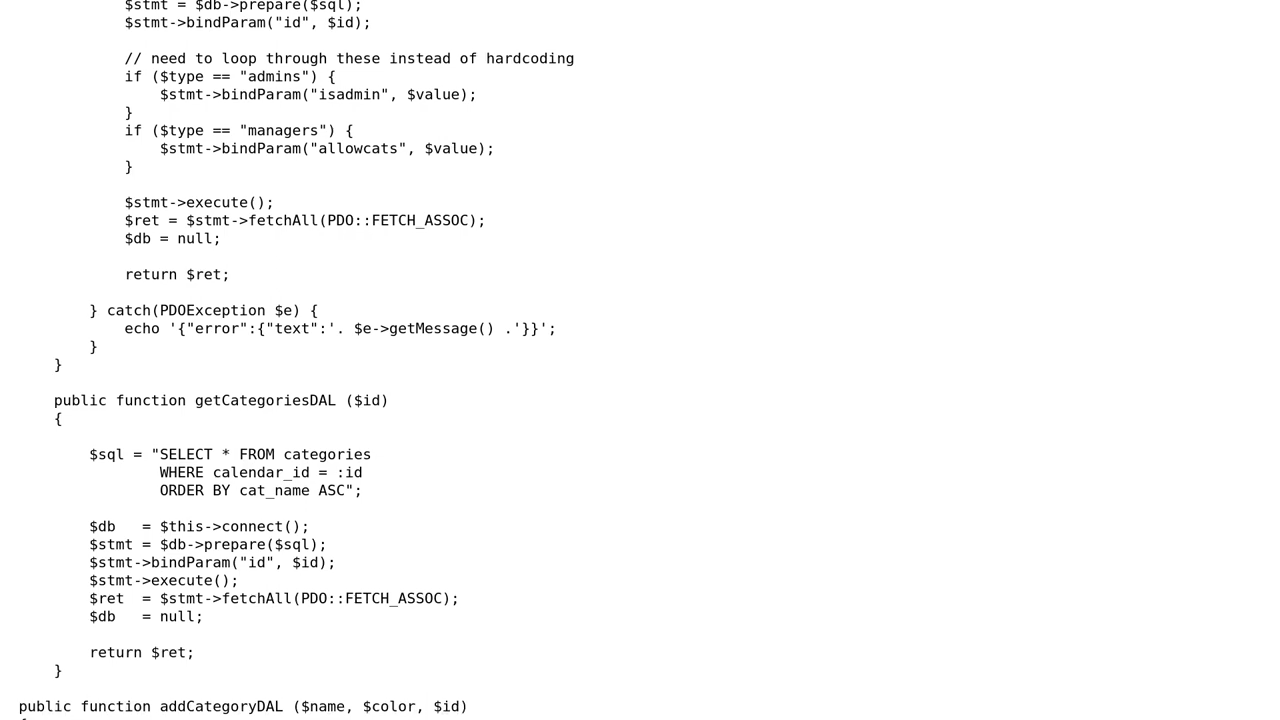 $stmt = $db->prepare($sql);
            $stmt->bindParam("id", $id);

            // need to loop through these instead of hardcoding
            if ($type == "admins") {
                $stmt->bindParam("isadmin", $value);
            }
            if ($type == "managers") {
                $stmt->bindParam("allowcats", $value);
            }

            $stmt->execute();
            $ret = $stmt->fetchAll(PDO::FETCH_ASSOC);
            $db = null;

            return $ret;

        } catch(PDOException $e) {
            echo '{"error":{"text":'. $e->getMessage() .'}}';
        }
    }

    public function getCategoriesDAL ($id)
    {

        $sql = "SELECT * FROM categories
                WHERE calendar_id = :id
                ORDER BY cat_name ASC";

        $db   = $this->connect();
        $stmt = $db->prepare($sql);
        $stmt->bindParam("id", $id);
        $stmt->execute();
        $ret  = $stmt->fetchAll(PDO::FETCH_ASSOC);
        $db   = null;

        return $ret;
    }

public function addCategoryDAL ($name, $color, $id)
{